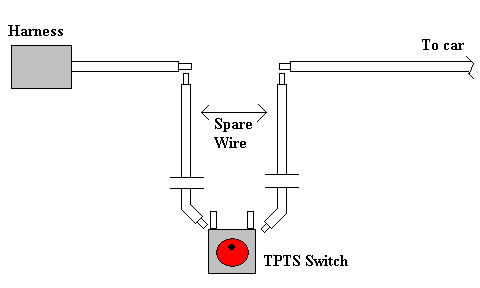 Harness
To car
Spare
Wire
TPTS Switch